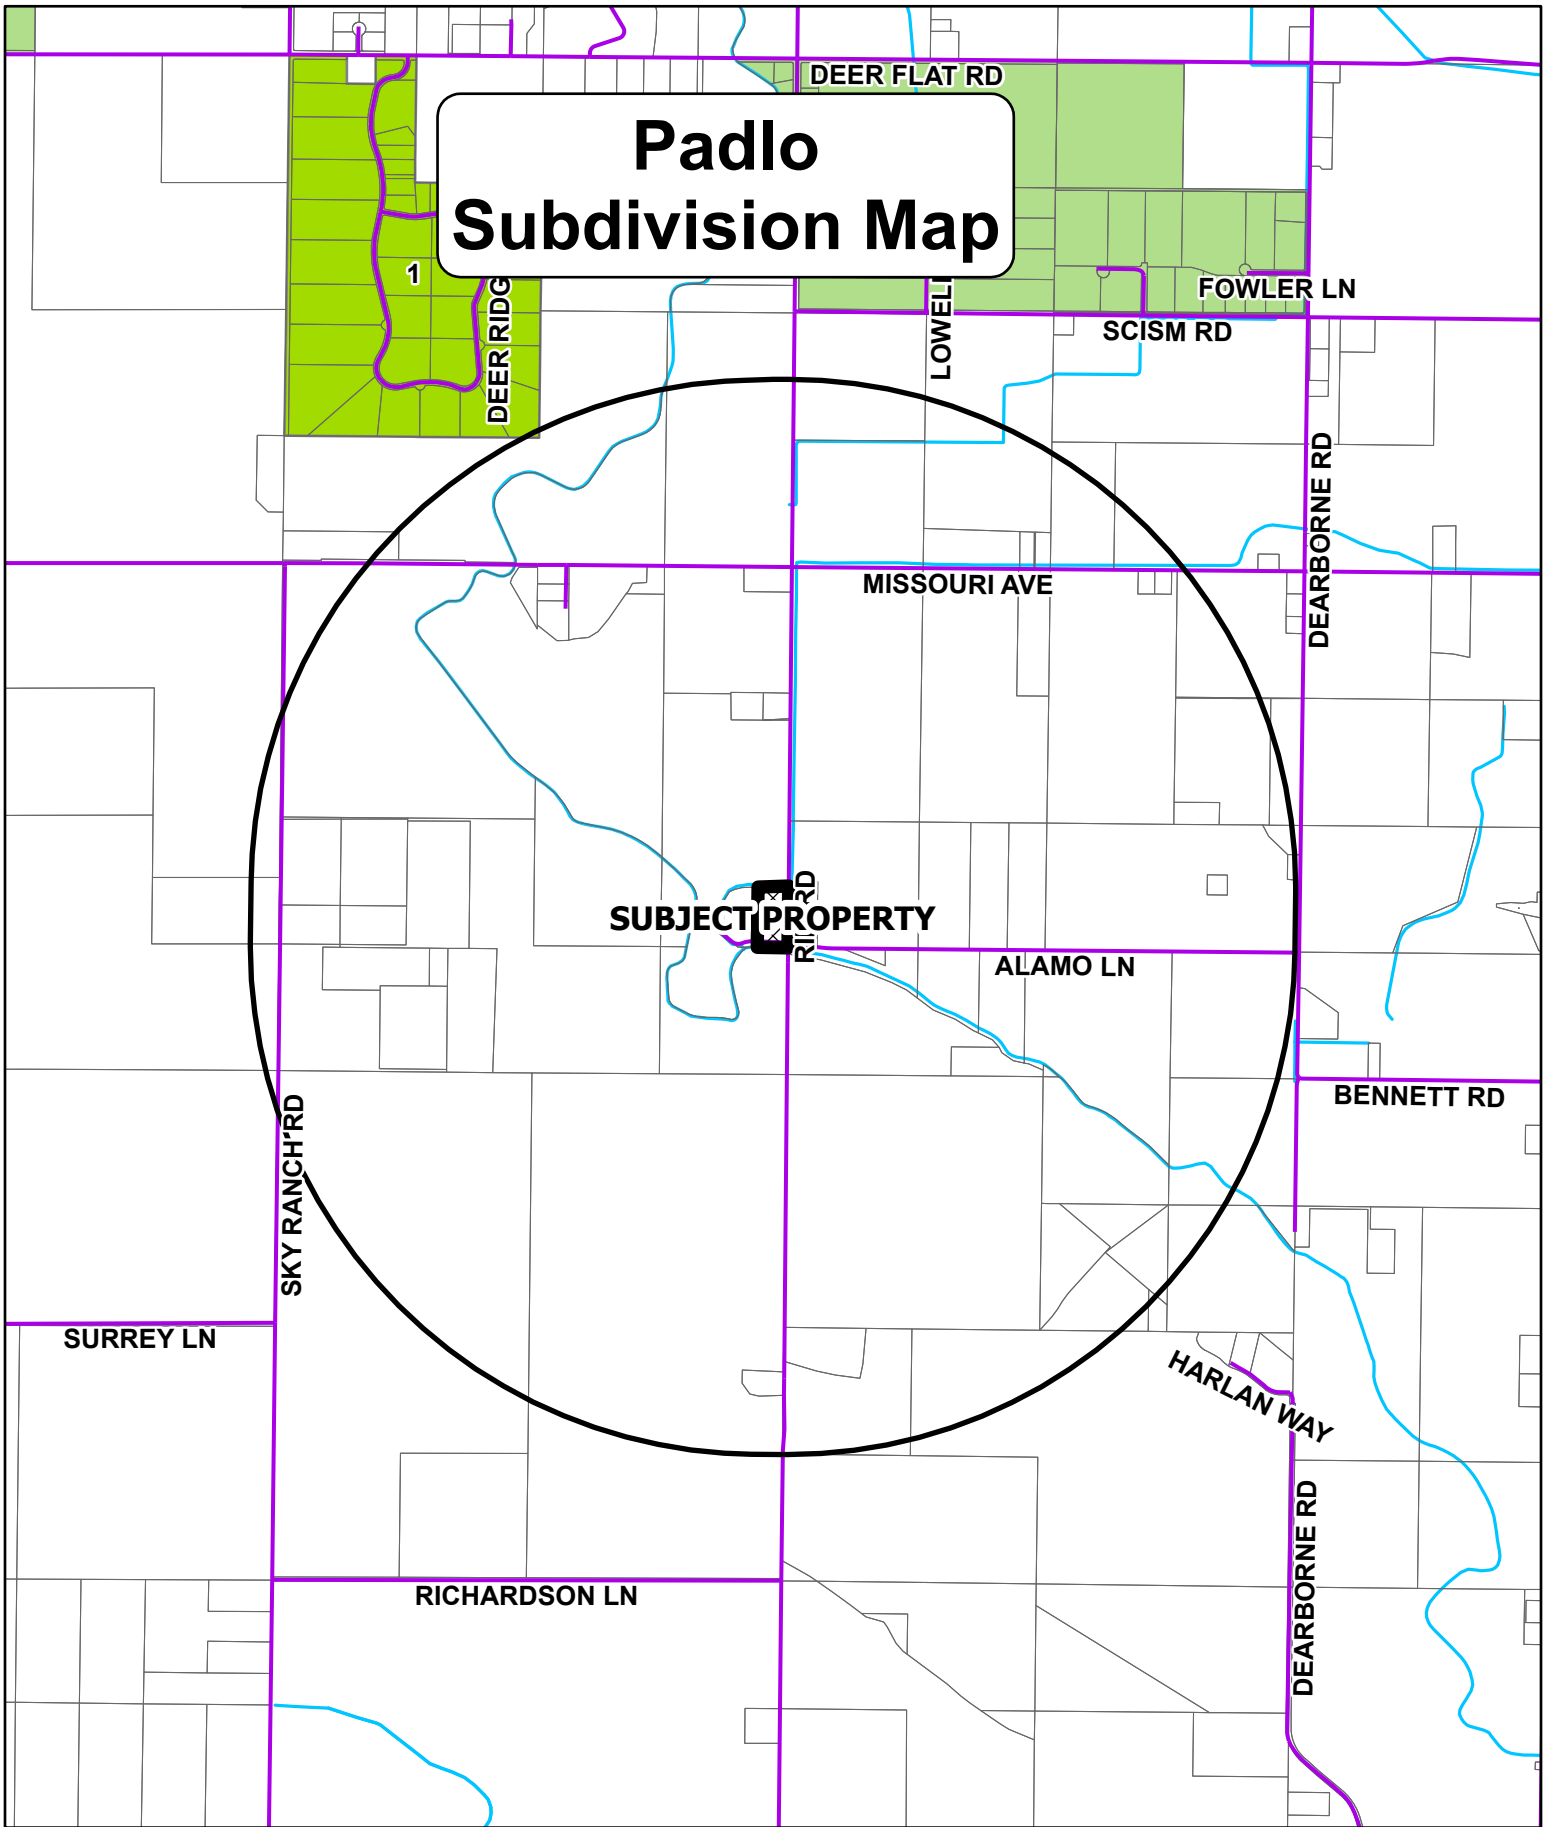 DEER FLAT RD
Padlo
Subdivision Map
1
DEER RIDG
LOWELL
FOWLER LN
SCISM RD
DEARBORNE RD
MISSOURI AVE
SUBJECT PROPERTY
RD
ALAMO LN
BENNETT RD
SKY RANCH RD
SURREY LN
HARLAN WAY
RICHARDSON LN
DEARBORNE RD